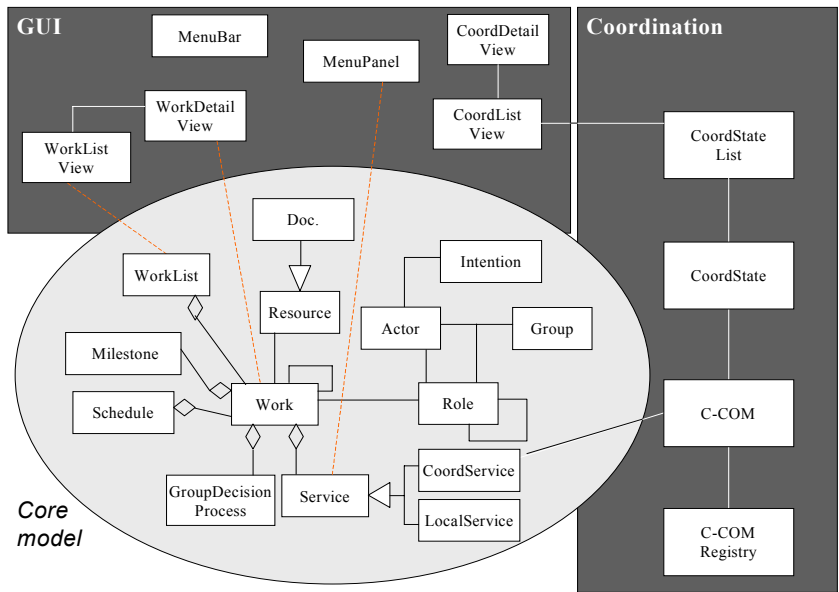 GUI
Coordination
MenuBar
MenuPanel
CoordDetail
View
WorkDetail
View
CoordList
View
WorkList
View
CoordState
List
Doc.
WorkList
Intention
CoordState
Resource
Actor
Group
Milestone
Schedule
Work
Role
C-COM
CoordService
GroupDecision
Process
Service
LocalService
Core
model
C-COM
Registry